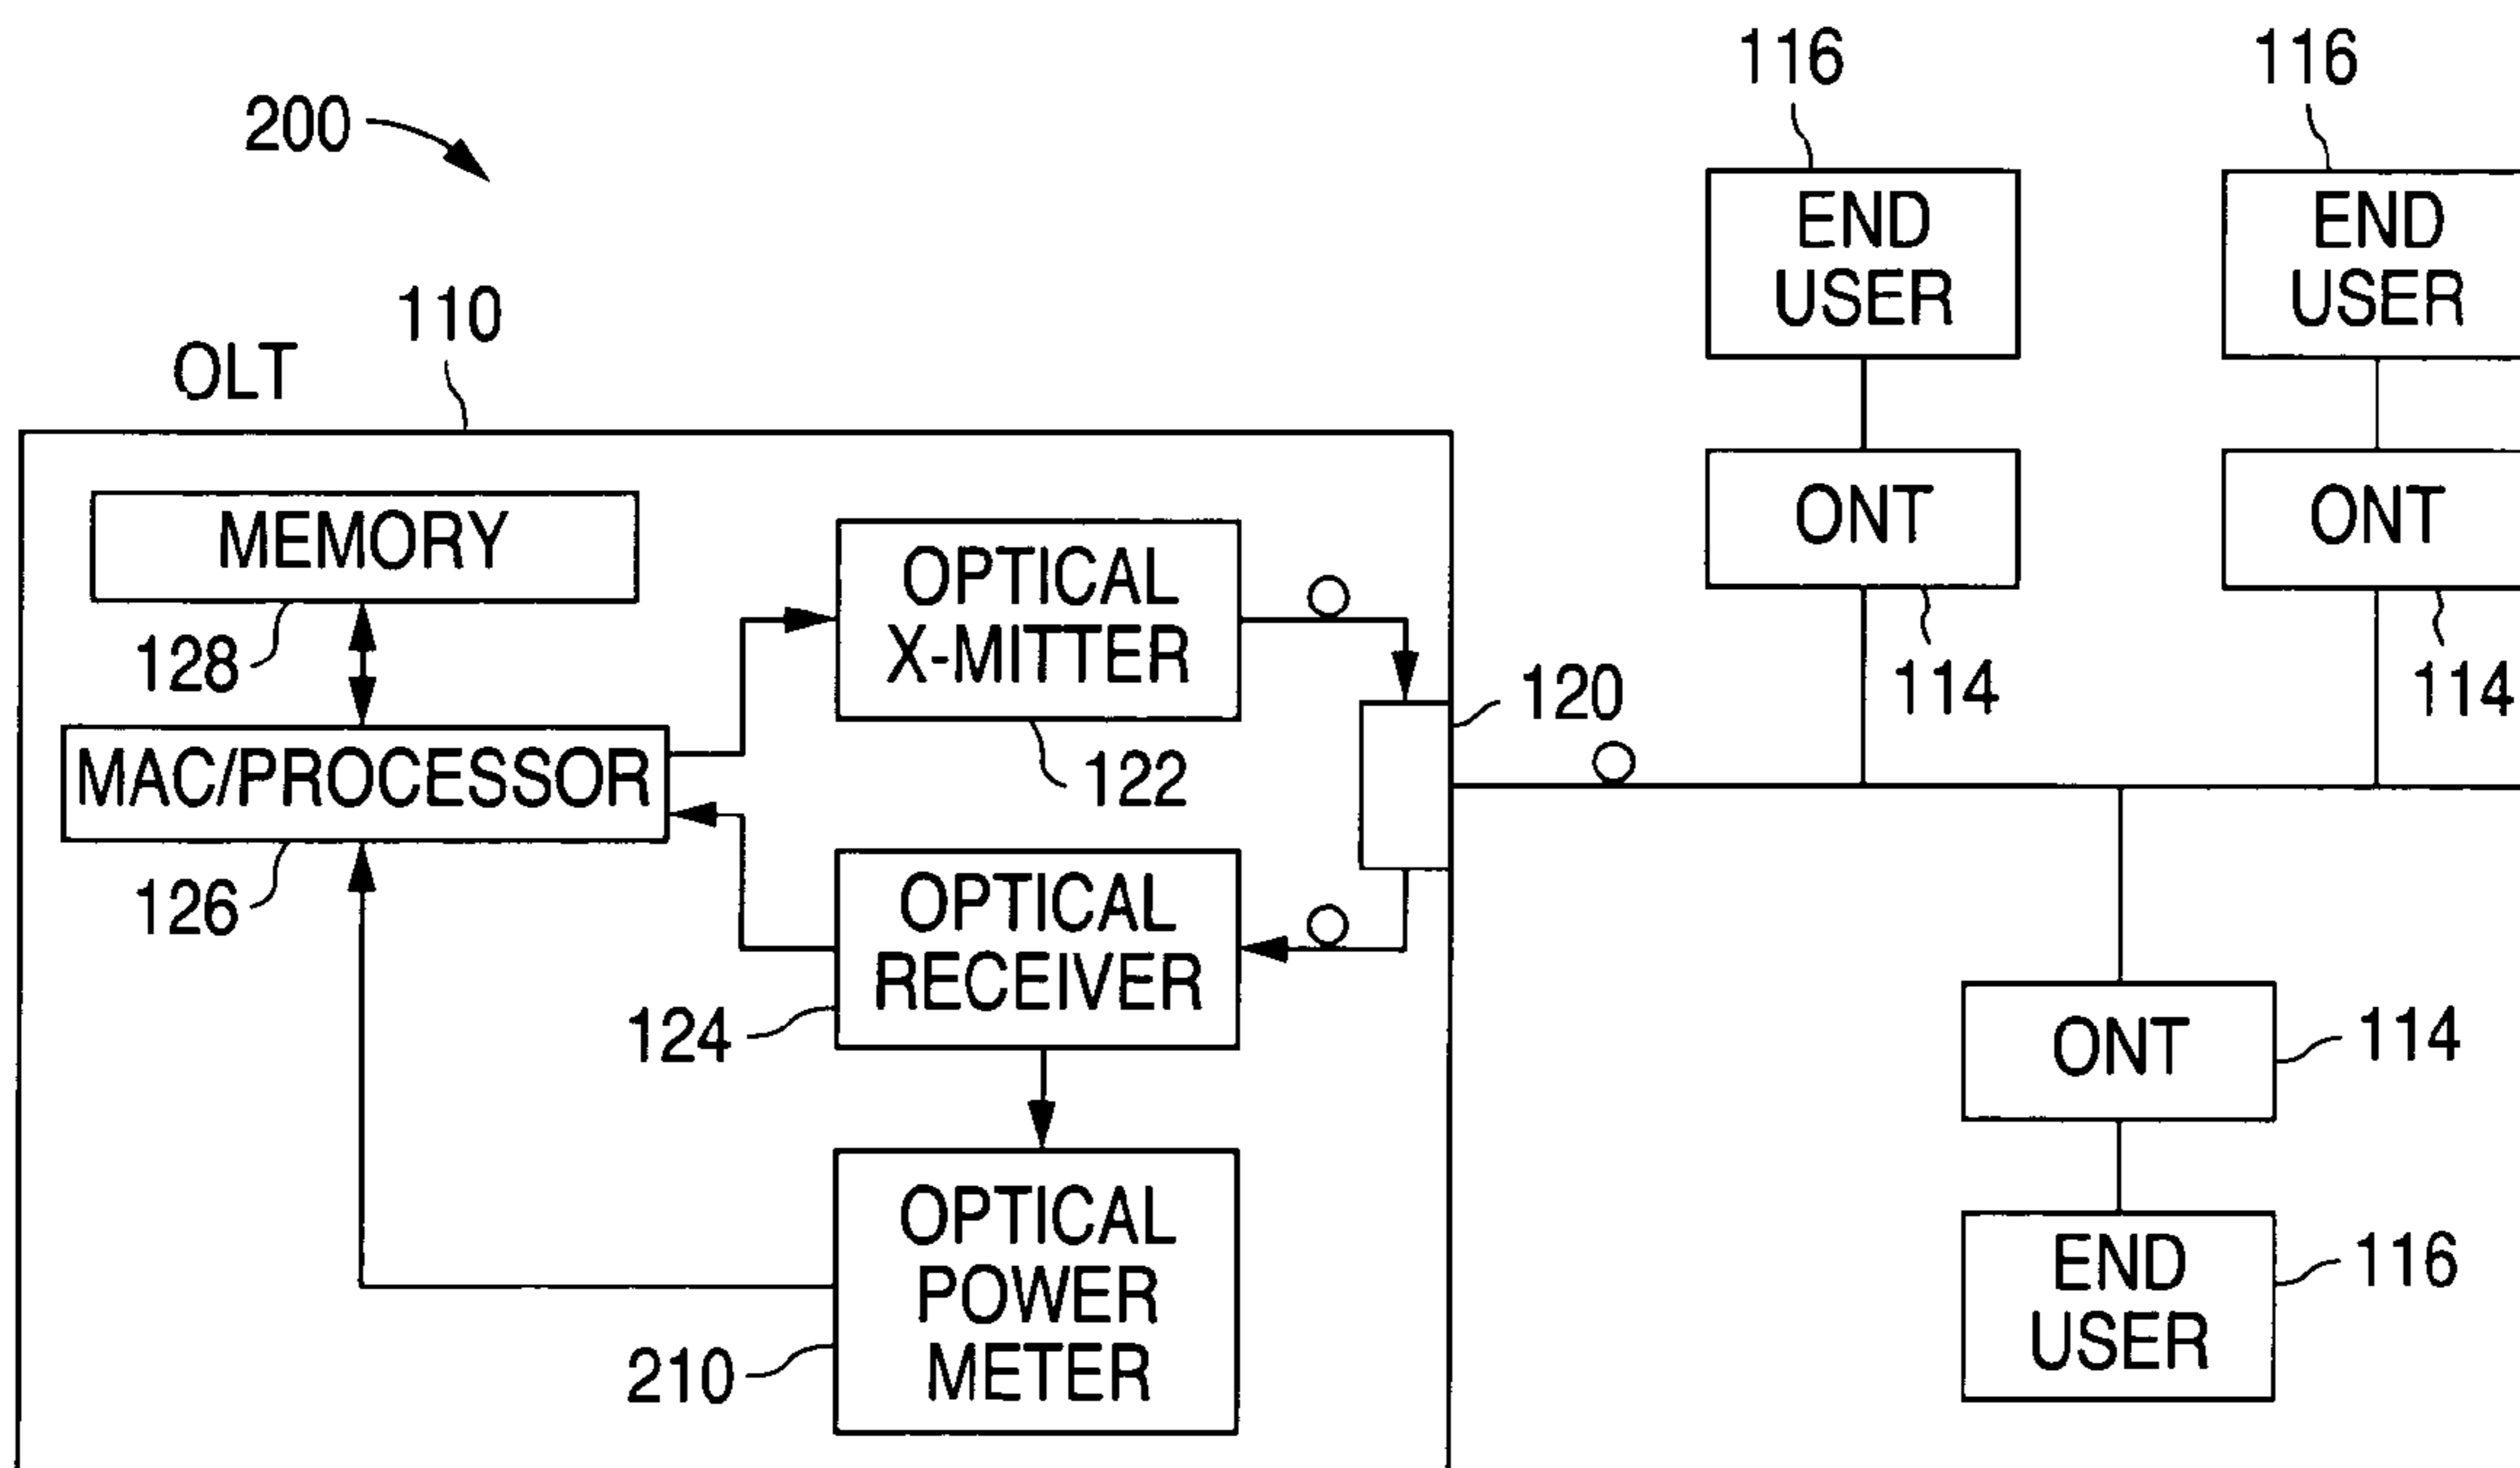 116
116
200
END
USER
END
USER
110
OLT
MEMORY
ONT
ONT
OPTICAL
X-MITTER
128
120
114
114
MAC/PROCESSOR
122
126
OPTICAL
RECEIVER
124
ONT
114
OPTICAL
POWER
METER
210
END
USER
116